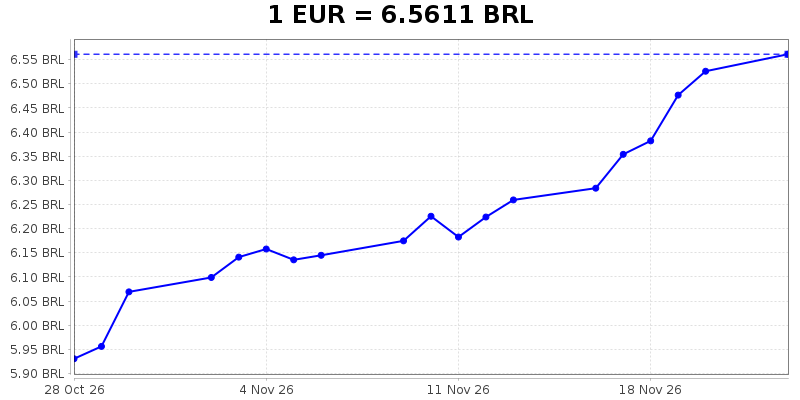 1 EUR = 6.5611 BRL
6.55 BRL
6.50 BRL
6.45 BRL
6.40 BRL
6.35 BRL
6.30 BRL
6.25 BRL
6.20 BRL
6.15 BRL
6.10 BRL
6.05 BRL
6.00 BRL
5.95 BRL
5.90 BRL
28 Oct 26 4 Nov 26 11 Nov 26 18 Nov 26